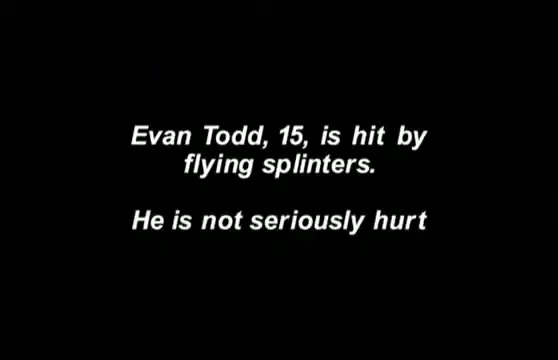 Evan Todd, 15, is hit by
flying splinters.
He is not seriously hurt